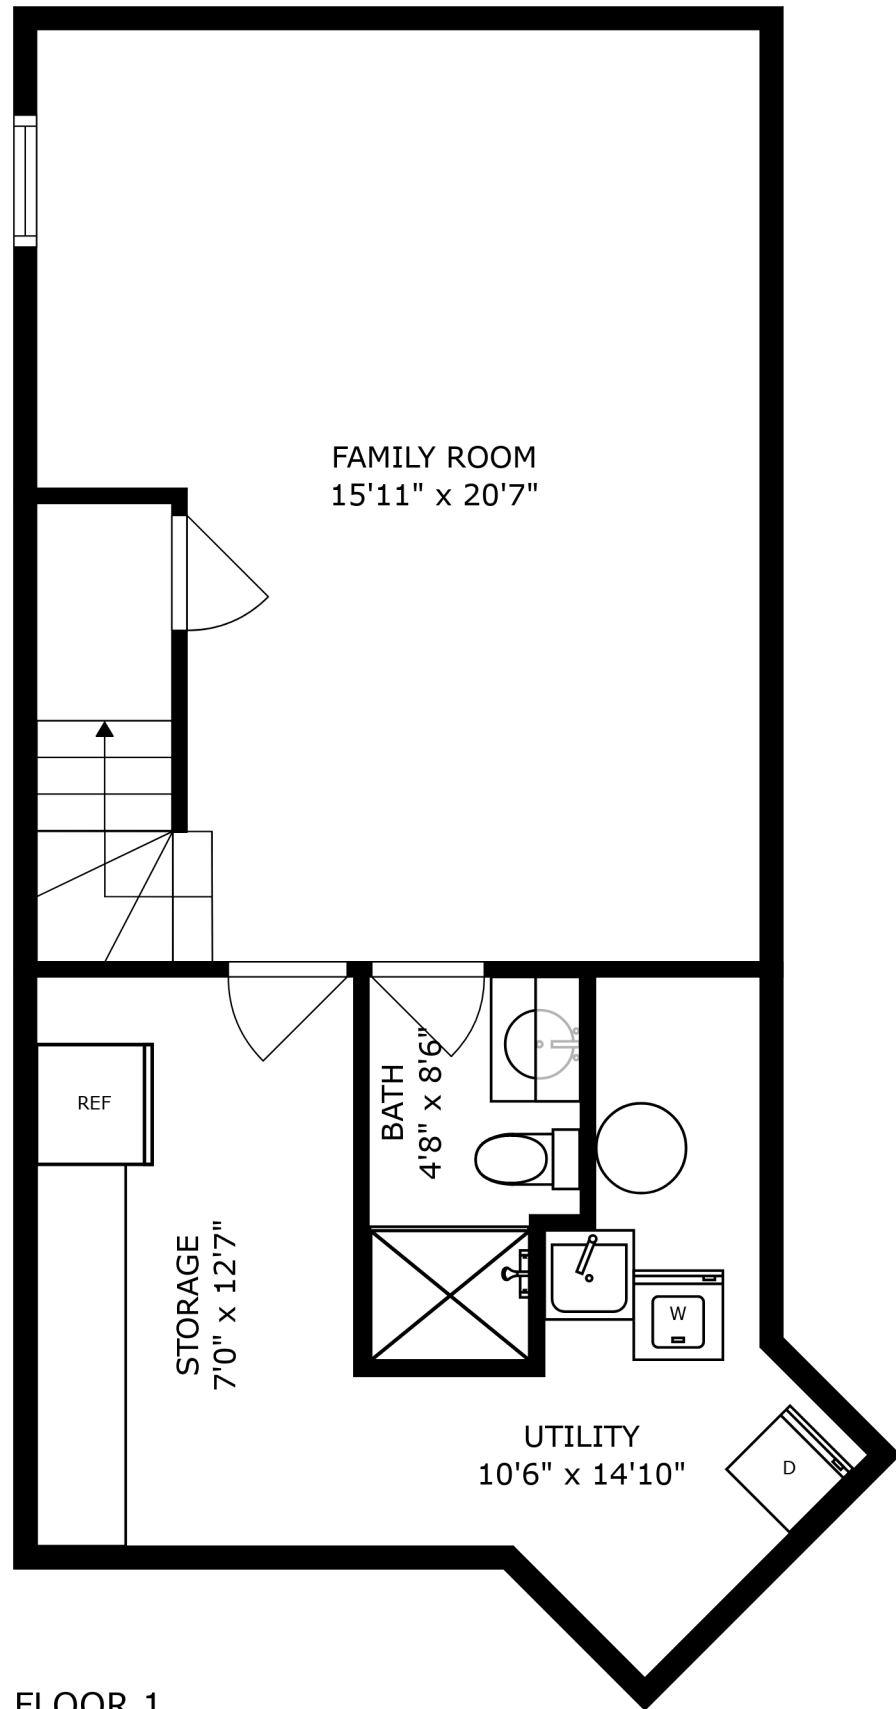 FAMILY ROOM
15'11" x 20'7"
REF
BATH
4'8" x 8'6"
STORAGE
7'0" x 12'7"
W
UTILITY
10'6" x 14'10"
D
FLOOR 1